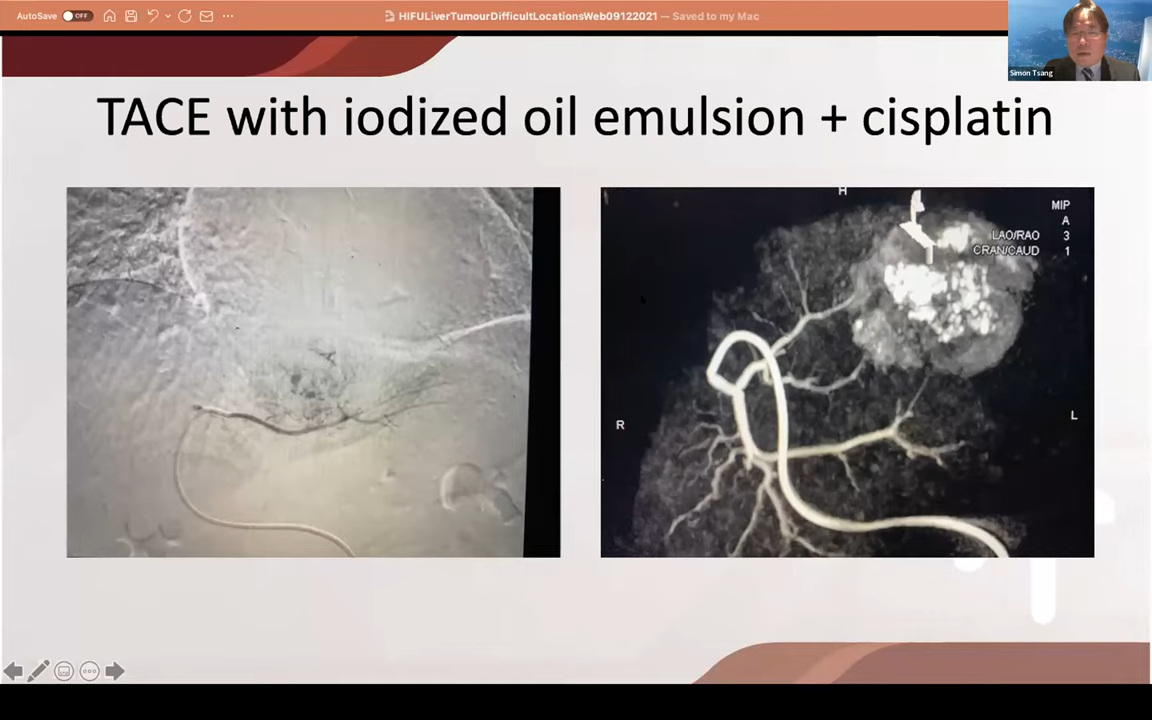 AutoSave OFF
HIFULiverTumourDifficultLocationsWeb09122021 — Saved to my Mac
Simon Tsang
TACE with iodized oil emulsion + cisplatin
H
MIP
A
LAO/RAO 3
CRAN/CAUD 1
R
L